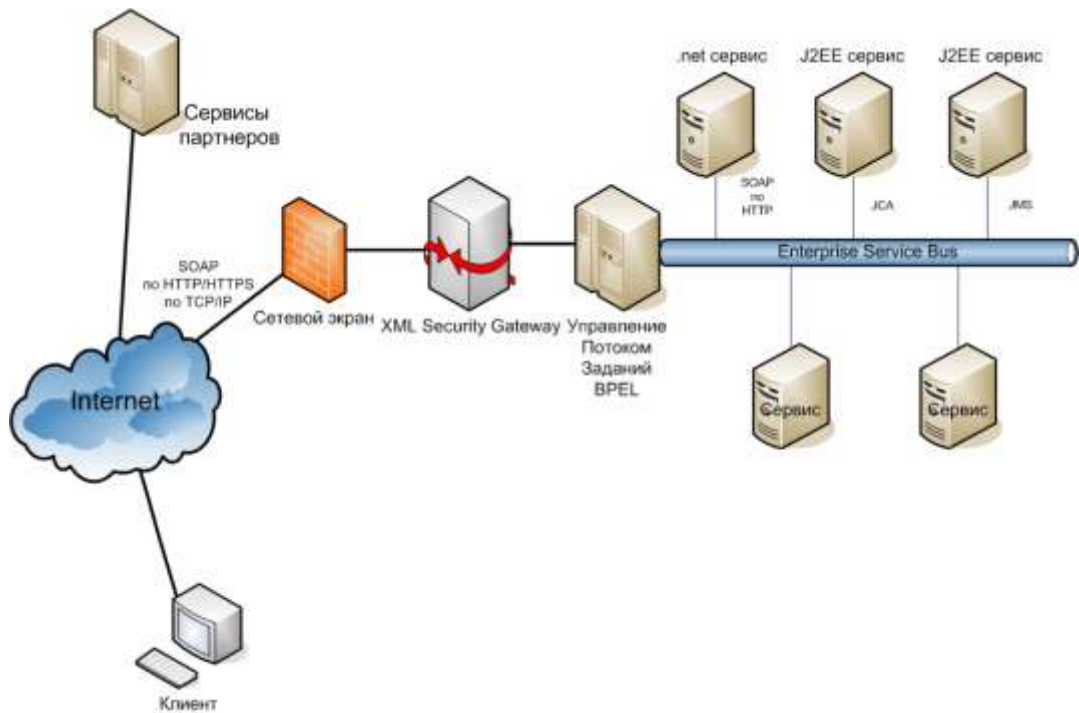 .net сервис
J2EE сервис
J2EE сервис
Сервисы
партнеров
SOAP
по
HTTP
JCA
JMS
Enterprise Service Bus
SOAP
по HTTP/HTTPS
по TCP/IP
Сетевой экран
XML Security Gateway
Управление
Потоком
Заданий
BPEL
Internet
Сервис
Сервис
Клиент